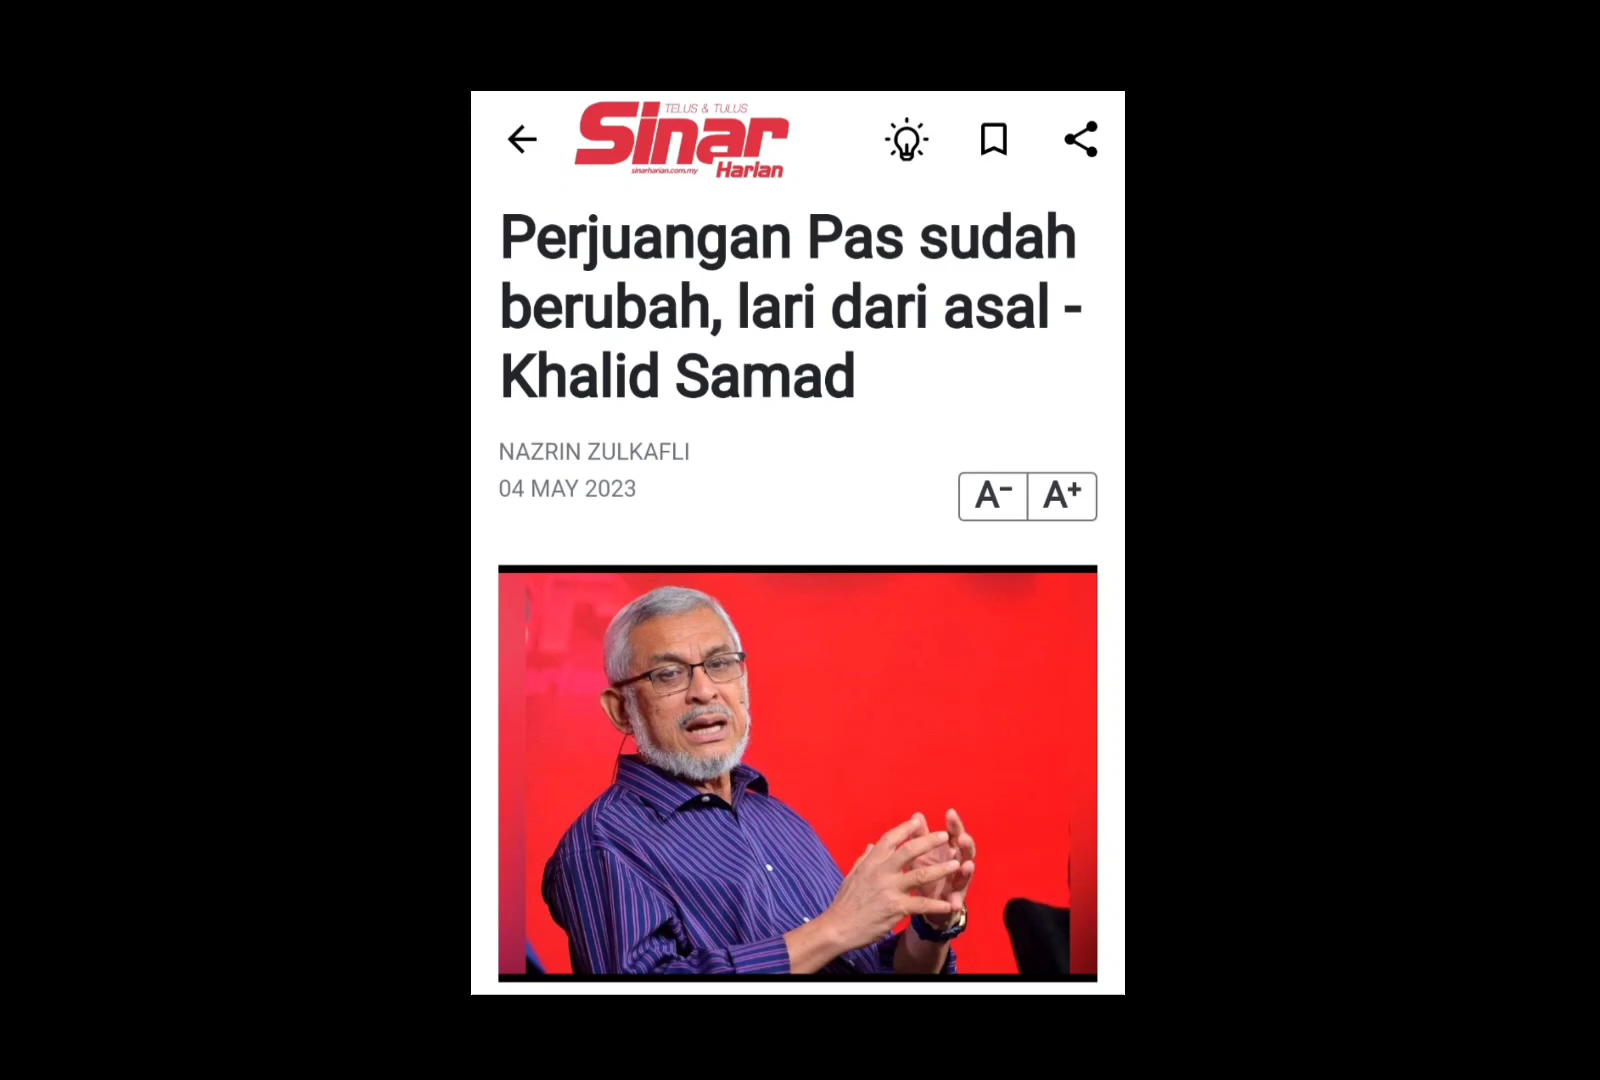 TELUS & TULUS
Sinar
Harian
sinarharian.com.my
Perjuangan Pas sudah
berubah, lari dari asal -
Khalid Samad
NAZRIN ZULKAFLI
04 MAY 2023
A- A+